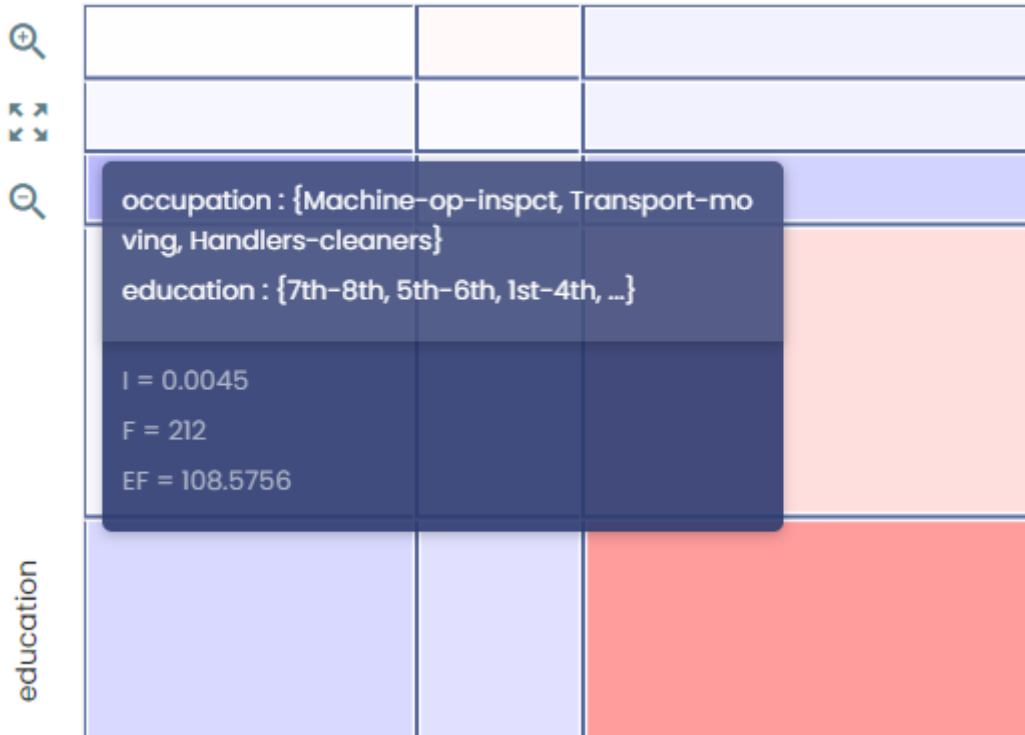 occupation : {Machine-op-inspct, Transport-mo
ving, Handlers-cleaners}
education : {7th-8th, 5th-6th, 1st-4th, ...}
I = 0.0045
F = 212
EF = 108.5756
education